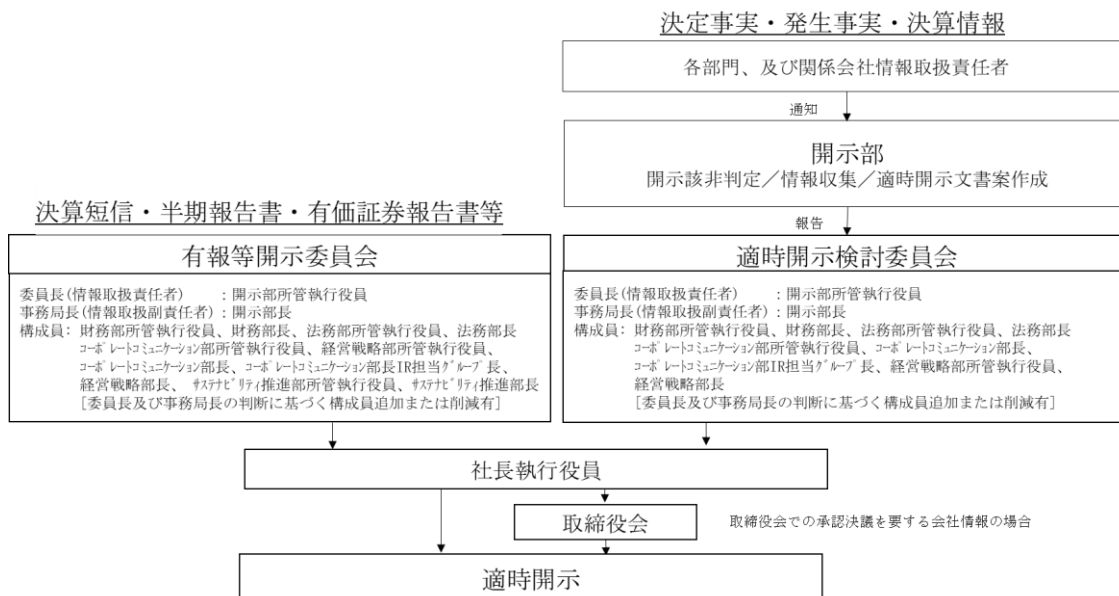 決定事実・発生事実・決算情報
各部門、及び関係会社情報取扱責任者
通知
開示部
開示該非判定／情報収集／適時開示文書案作成
報告
決算短信・半期報告書・有価証券報告書等
有報等開示委員会
委員長(情報取扱責任者)　：開示部所管執行役員
事務局長(情報取扱副責任者)：開示部長
構成員：財務部所管執行役員、財務部長、法務部所管執行役員、法務部長
ｺｰﾎﾟﾚｰﾄｺﾐｭﾆｹｰｼｮﾝ部所管執行役員、経営戦略部所管執行役員、
ｺｰﾎﾟﾚｰﾄｺﾐｭﾆｹｰｼｮﾝ部長、ｺｰﾎﾟﾚｰﾄｺﾐｭﾆｹｰｼｮﾝ部長IR担当ｸﾞﾙｰﾌﾟ長、
経営戦略部長、ｻｽﾃﾅﾋﾞﾘﾃｨ推進部所管執行役員、ｻｽﾃﾅﾋﾞﾘﾃｨ推進部長
[委員長及び事務局長の判断に基づく構成員追加または削減有]
適時開示検討委員会
委員長(情報取扱責任者)　：開示部所管執行役員
事務局長(情報取扱副責任者)：開示部長
構成員：財務部所管執行役員、財務部長、法務部所管執行役員、法務部長
ｺｰﾎﾟﾚｰﾄｺﾐｭﾆｹｰｼｮﾝ部所管執行役員、ｺｰﾎﾟﾚｰﾄｺﾐｭﾆｹｰｼｮﾝ部長、
ｺｰﾎﾟﾚｰﾄｺﾐｭﾆｹｰｼｮﾝ部IR担当ｸﾞﾙｰﾌﾟ長、経営戦略部所管執行役員、
経営戦略部長
[委員長及び事務局長の判断に基づく構成員追加または削減有]
社長執行役員
取締役会
取締役会での承認決議を要する会社情報の場合
適時開示